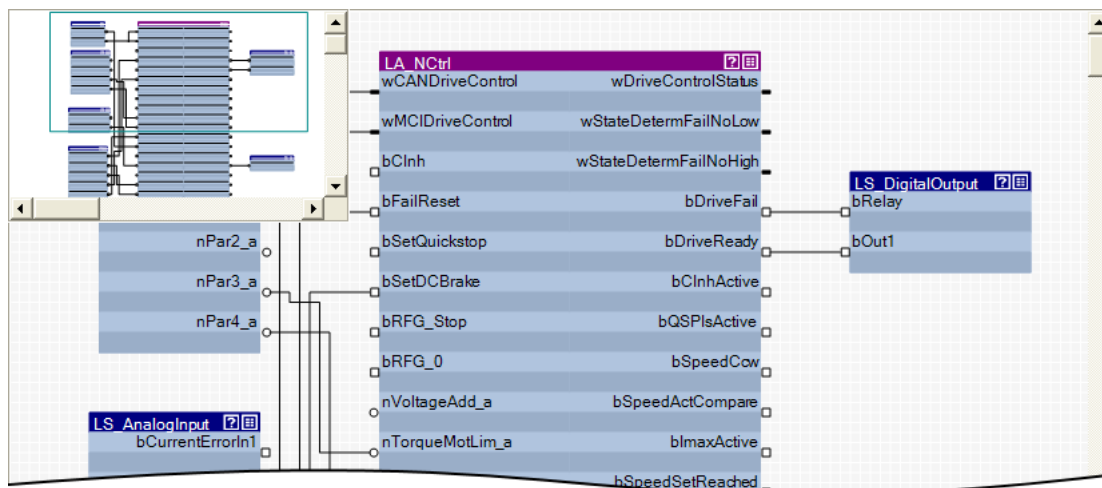 nPar2_a
nPar3_a
nPar4_a
LS_AnalogInput
bCurrentErrorIn1
LA_NCtrl
wCANDriveControl wDriveControlStatus
wMCIDriveControl wStateDetermFailNoLow
bCInh wStateDetermFailNoHigh
bFailReset bDriveFail
bSetQuickstop bDriveReady
bSetDCBrake bCInhActive
bRFG_Stop bQSPIsActive
bRFG_0 bSpeedCcw
nVoltageAdd_a bSpeedActCompare
nTorqueMotLim_a bImaxActive
bSpeedSetReached
LS_DigitalOutput
bRelay
bOut1